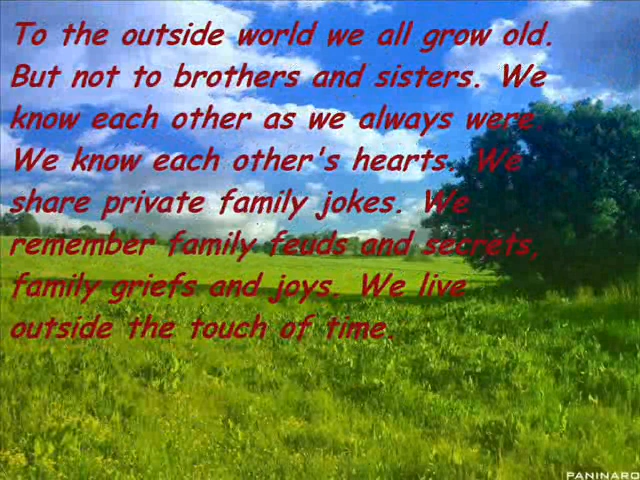 To the outside world we all grow old.
But not to brothers and sisters. We
know each other as we always were.
We know each other's hearts. We
share private family jokes. We
remember family feuds and secrets,
family griefs and joys. We live
outside the touch of time.
PANINARO